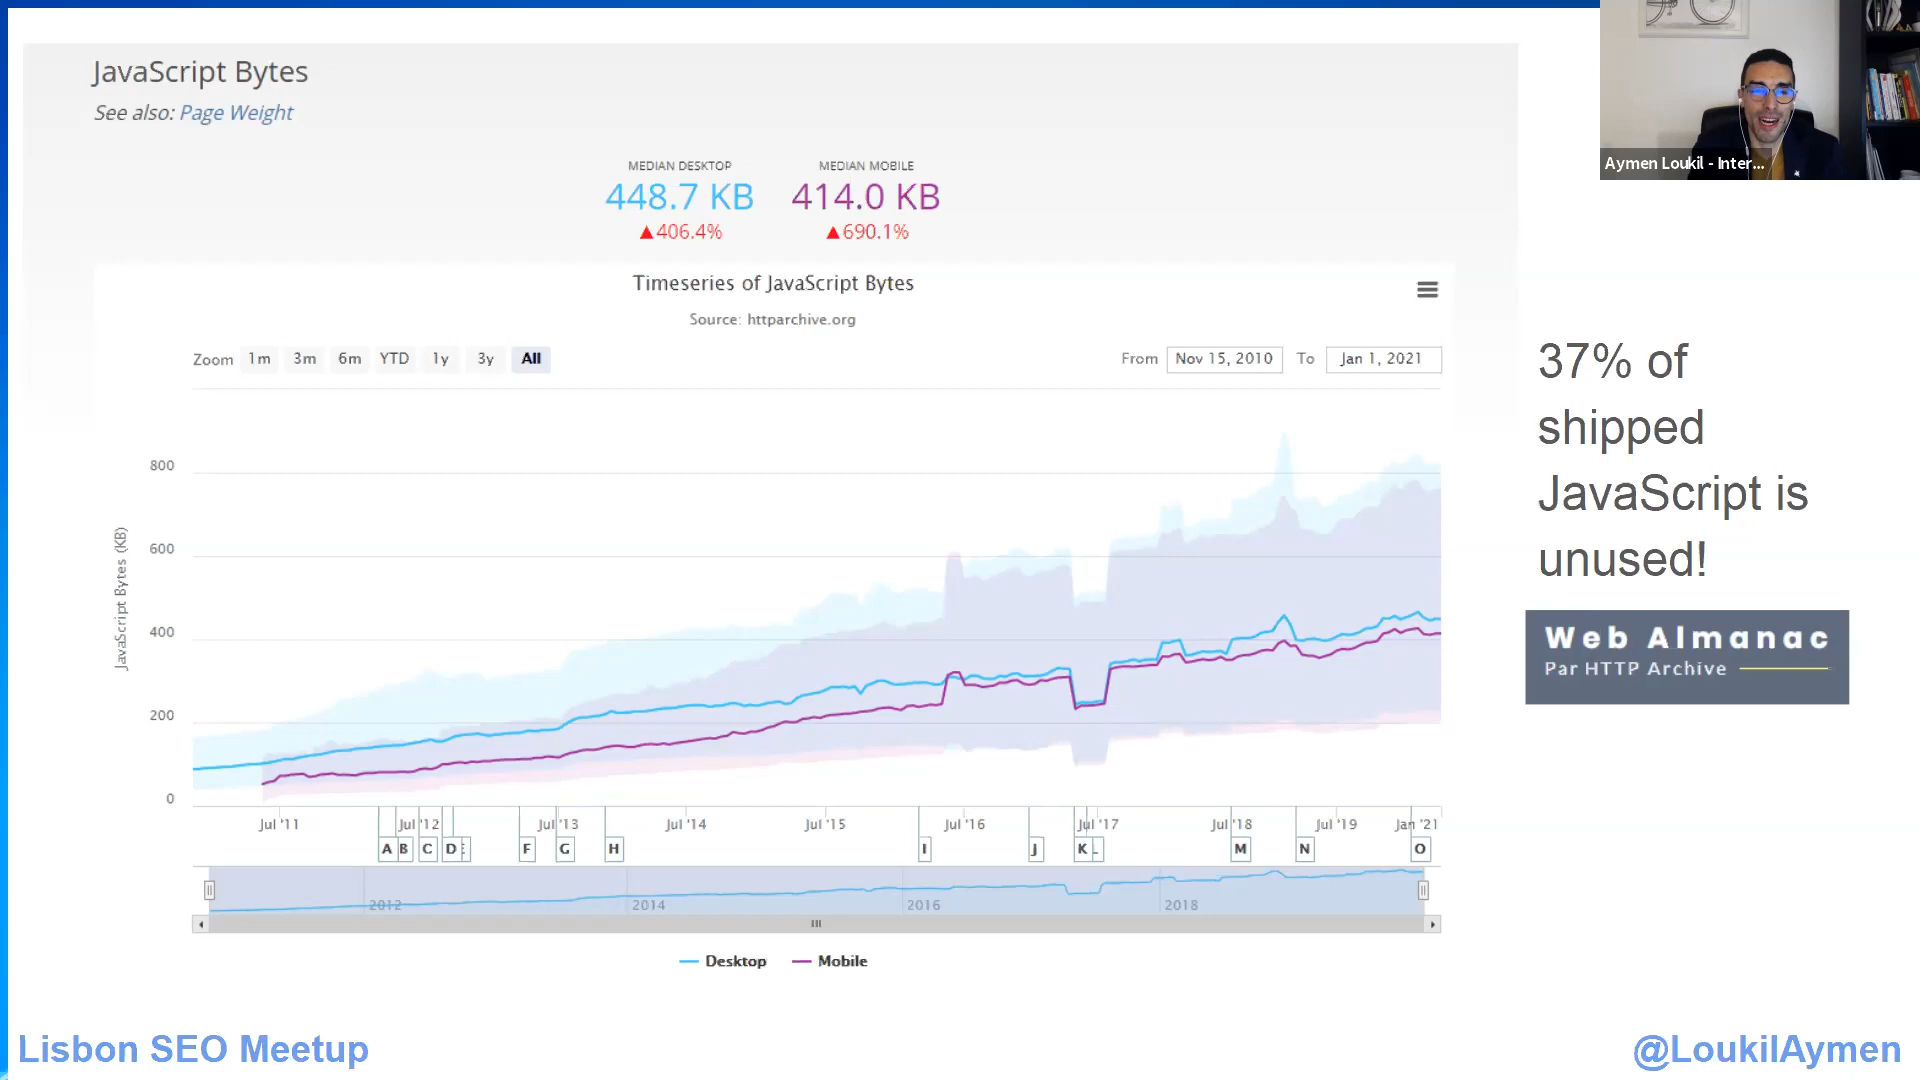 JavaScript Bytes
See also: Page Weight
Aymen Loukil - Inter...
MEDIAN DESKTOP
448.7 KB
▲406.4%
MEDIAN MOBILE
414.0 KB
▲690.1%
Timeseries of JavaScript Bytes
Source: httparchive.org
Zoom 1m 3m 6m YTD 1y 3y All
From Nov 15, 2010 To Jan 1, 2021
JavaScript Bytes (KB)
800
600
400
200
0
Jul '11 Jul '12 Jul '13 Jul '14 Jul '15 Jul '16 Jul '17 Jul '18 Jul '19 Jan '21
A B C D F G H I J K M N O
2012 2014 2016 2018
Desktop Mobile
37% of
shipped
JavaScript is
unused!
Web Almanac
Par HTTP Archive
Lisbon SEO Meetup
@LoukilAymen